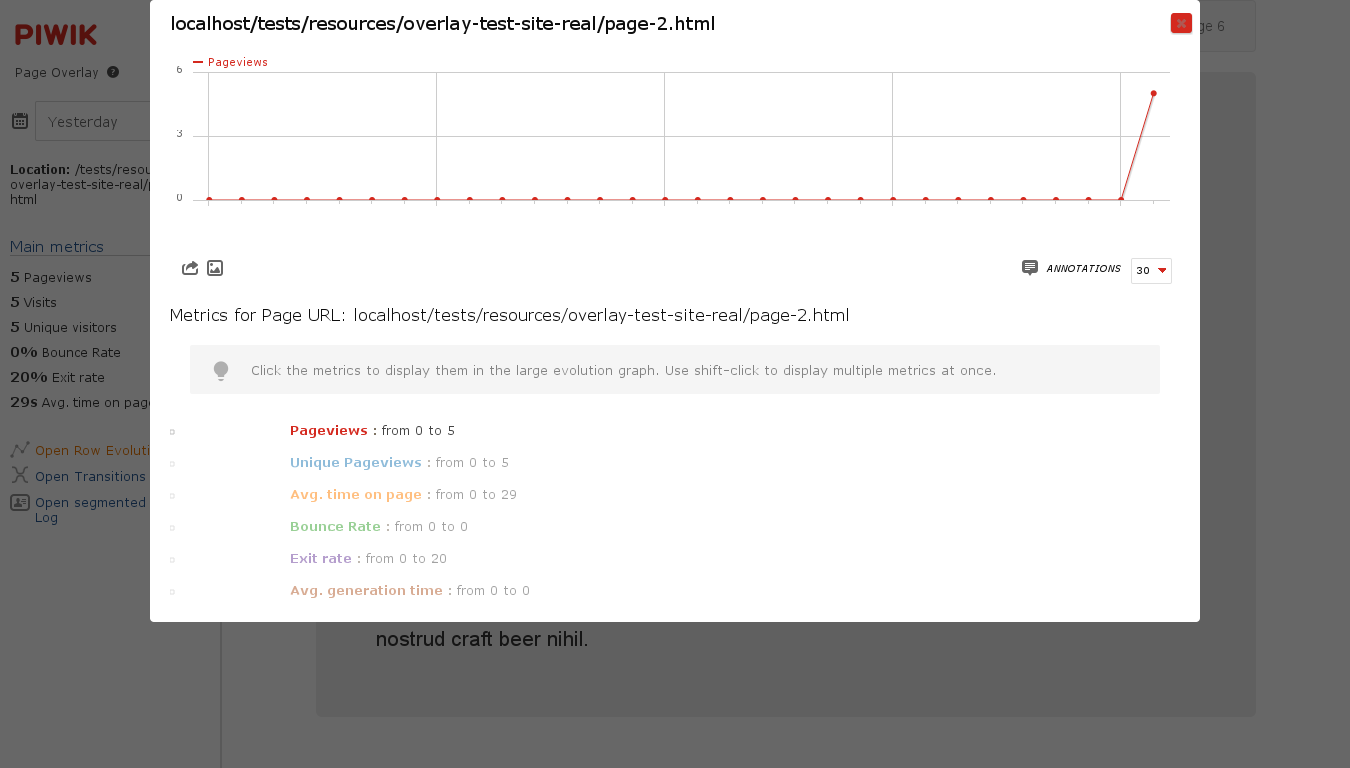 localhost/tests/resources/overlay-test-site-real/page-2.html
PIWIK
Page Overlay ?
Yesterday
Location: /tests/resou
overlay-test-site-real/p
html
Main metrics
5 Pageviews
5 Visits
5 Unique visitors
0% Bounce Rate
20% Exit rate
29s Avg. time on page
Open Row Evoluti
Open Transitions
Open segmented
Log
ge 6
Pageviews
6
3
0
ANNOTATIONS
30
Metrics for Page URL: localhost/tests/resources/overlay-test-site-real/page-2.html
Click the metrics to display them in the large evolution graph. Use shift-click to display multiple metrics at once.
Pageviews : from 0 to 5
Unique Pageviews : from 0 to 5
Avg. time on page : from 0 to 29
Bounce Rate : from 0 to 0
Exit rate : from 0 to 20
Avg. generation time : from 0 to 0
nostrud craft beer nihil.